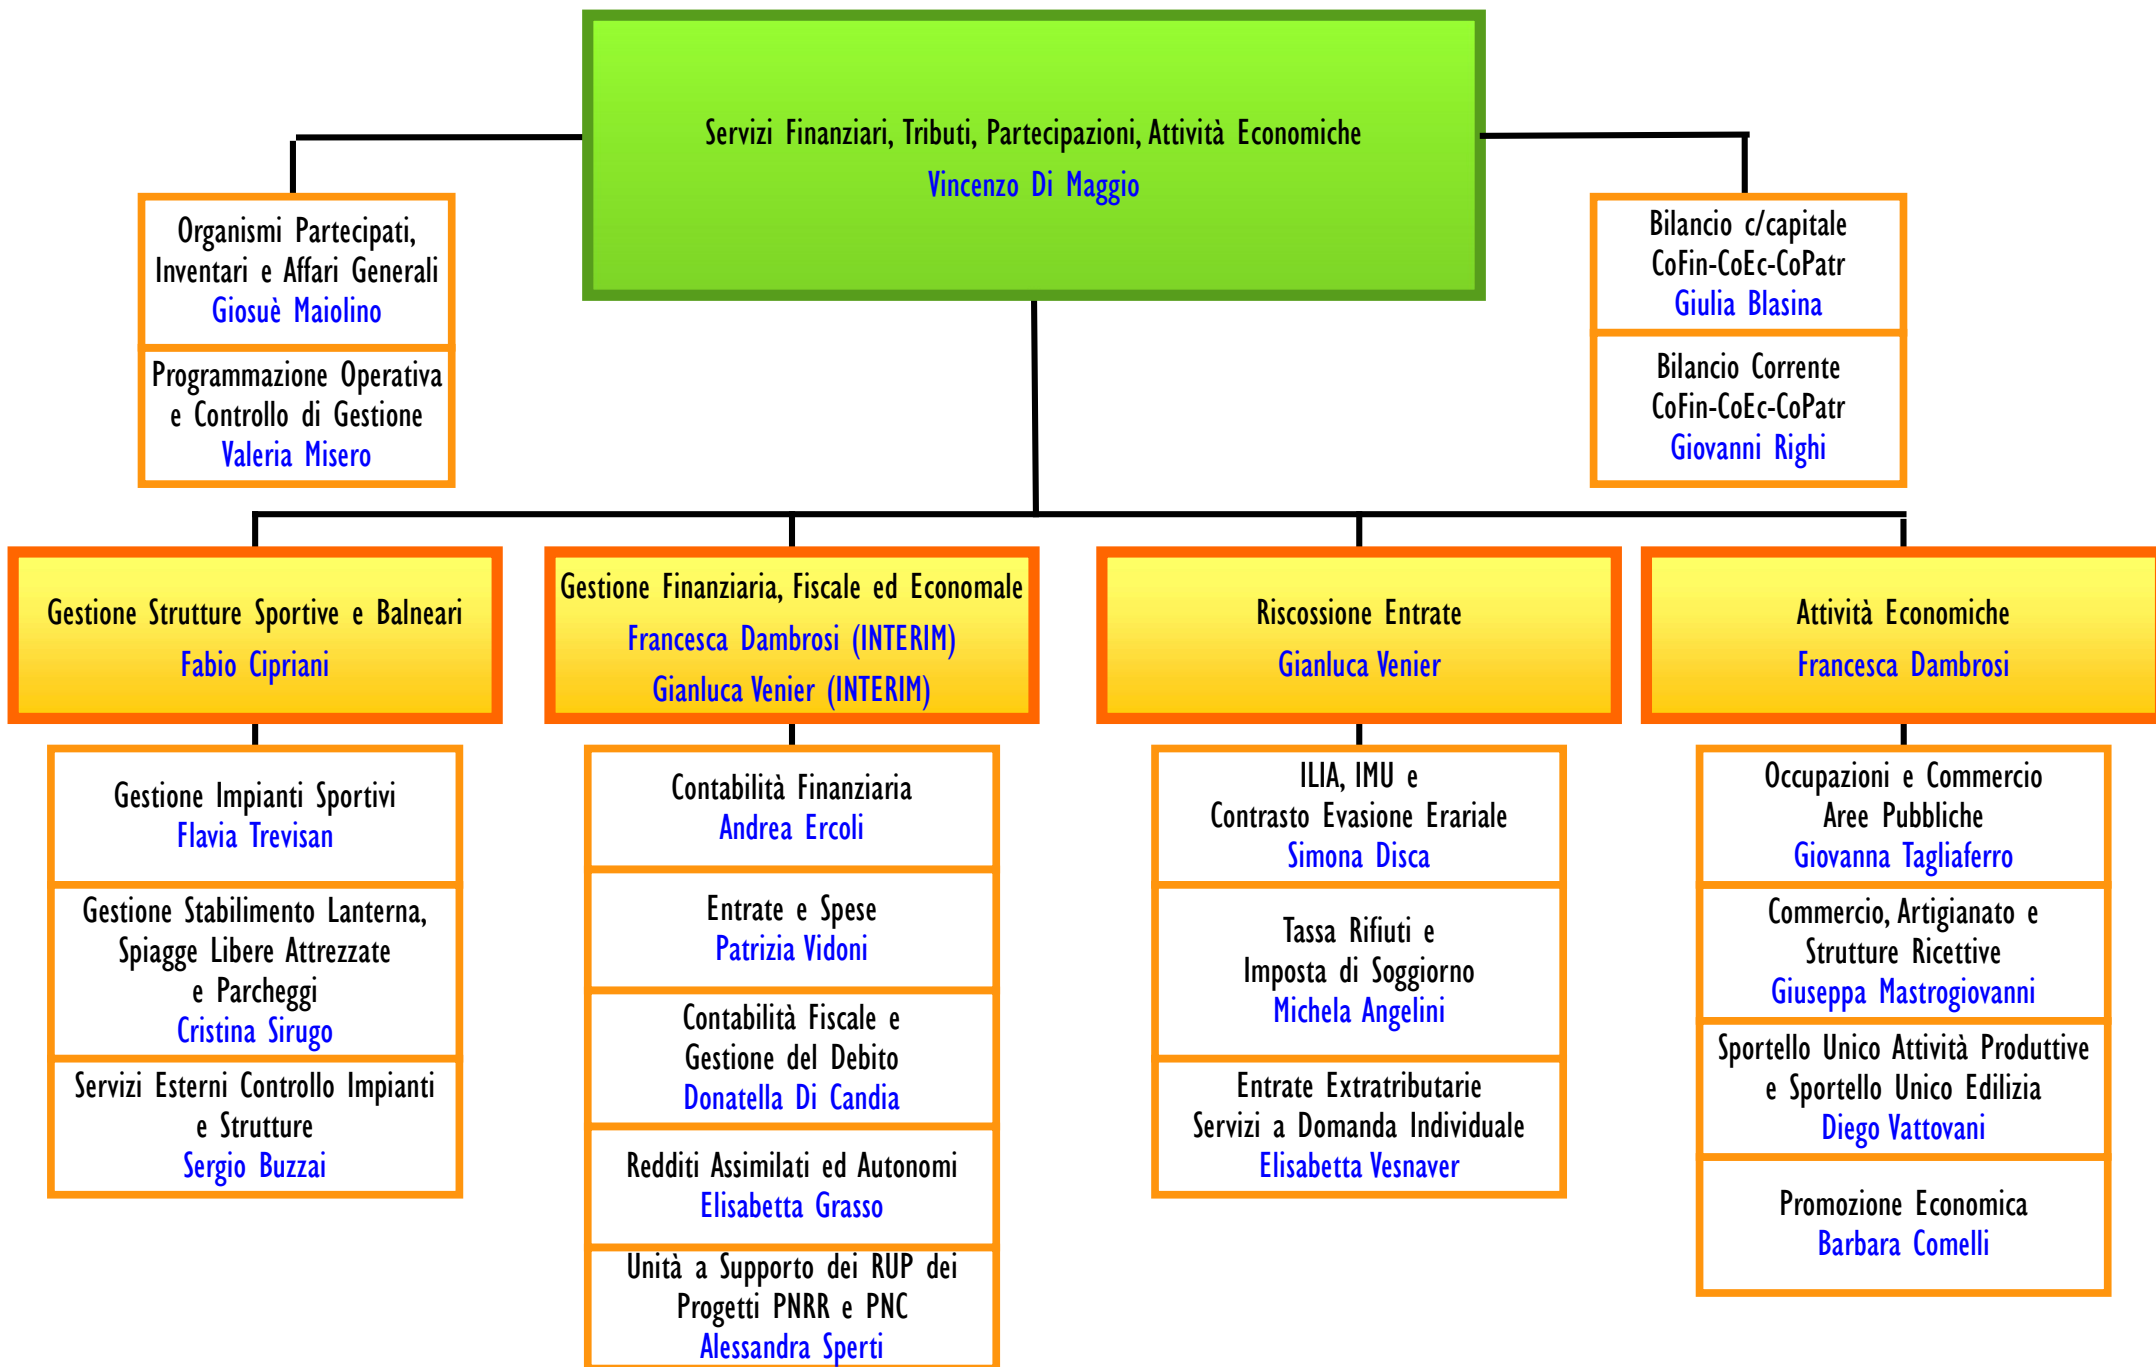 Servizi Finanziari, Tributi, Partecipazioni, Attività Economiche
Vincenzo Di Maggio
Organismi Partecipati,
Inventari e Affari Generali
Giosuè Maiolino
Programmazione Operativa
e Controllo di Gestione
Valeria Misero
Bilancio c/capitale
CoFin-CoEc-CoPatr
Giulia Blasina
Bilancio Corrente
CoFin-CoEc-CoPatr
Giovanni Righi
Gestione Strutture Sportive e Balneari
Fabio Cipriani
Gestione Impianti Sportivi
Flavia Trevisan
Gestione Stabilimento Lanterna,
Spiagge Libere Attrezzate
e Parcheggi
Cristina Sirugo
Servizi Esterni Controllo Impianti
e Strutture
Sergio Buzzai
Gestione Finanziaria, Fiscale ed Economale
Francesca Dambrosi (INTERIM)
Gianluca Venier (INTERIM)
Contabilità Finanziaria
Andrea Ercoli
Entrate e Spese
Patrizia Vidoni
Contabilità Fiscale e
Gestione del Debito
Donatella Di Candia
Redditi Assimilati ed Autonomi
Elisabetta Grasso
Unità a Supporto dei RUP dei
Progetti PNRR e PNC
Alessandra Sperti
Riscossione Entrate
Gianluca Venier
ILIA, IMU e
Contrasto Evasione Erariale
Simona Disca
Tassa Rifiuti e
Imposta di Soggiorno
Michela Angelini
Entrate Extratributarie
Servizi a Domanda Individuale
Elisabetta Vesnaver
Attività Economiche
Francesca Dambrosi
Occupazioni e Commercio
Aree Pubbliche
Giovanna Tagliaferro
Commercio, Artigianato e
Strutture Ricettive
Giuseppa Mastrogiovanni
Sportello Unico Attività Produttive
e Sportello Unico Edilizia
Diego Vattovani
Promozione Economica
Barbara Comelli